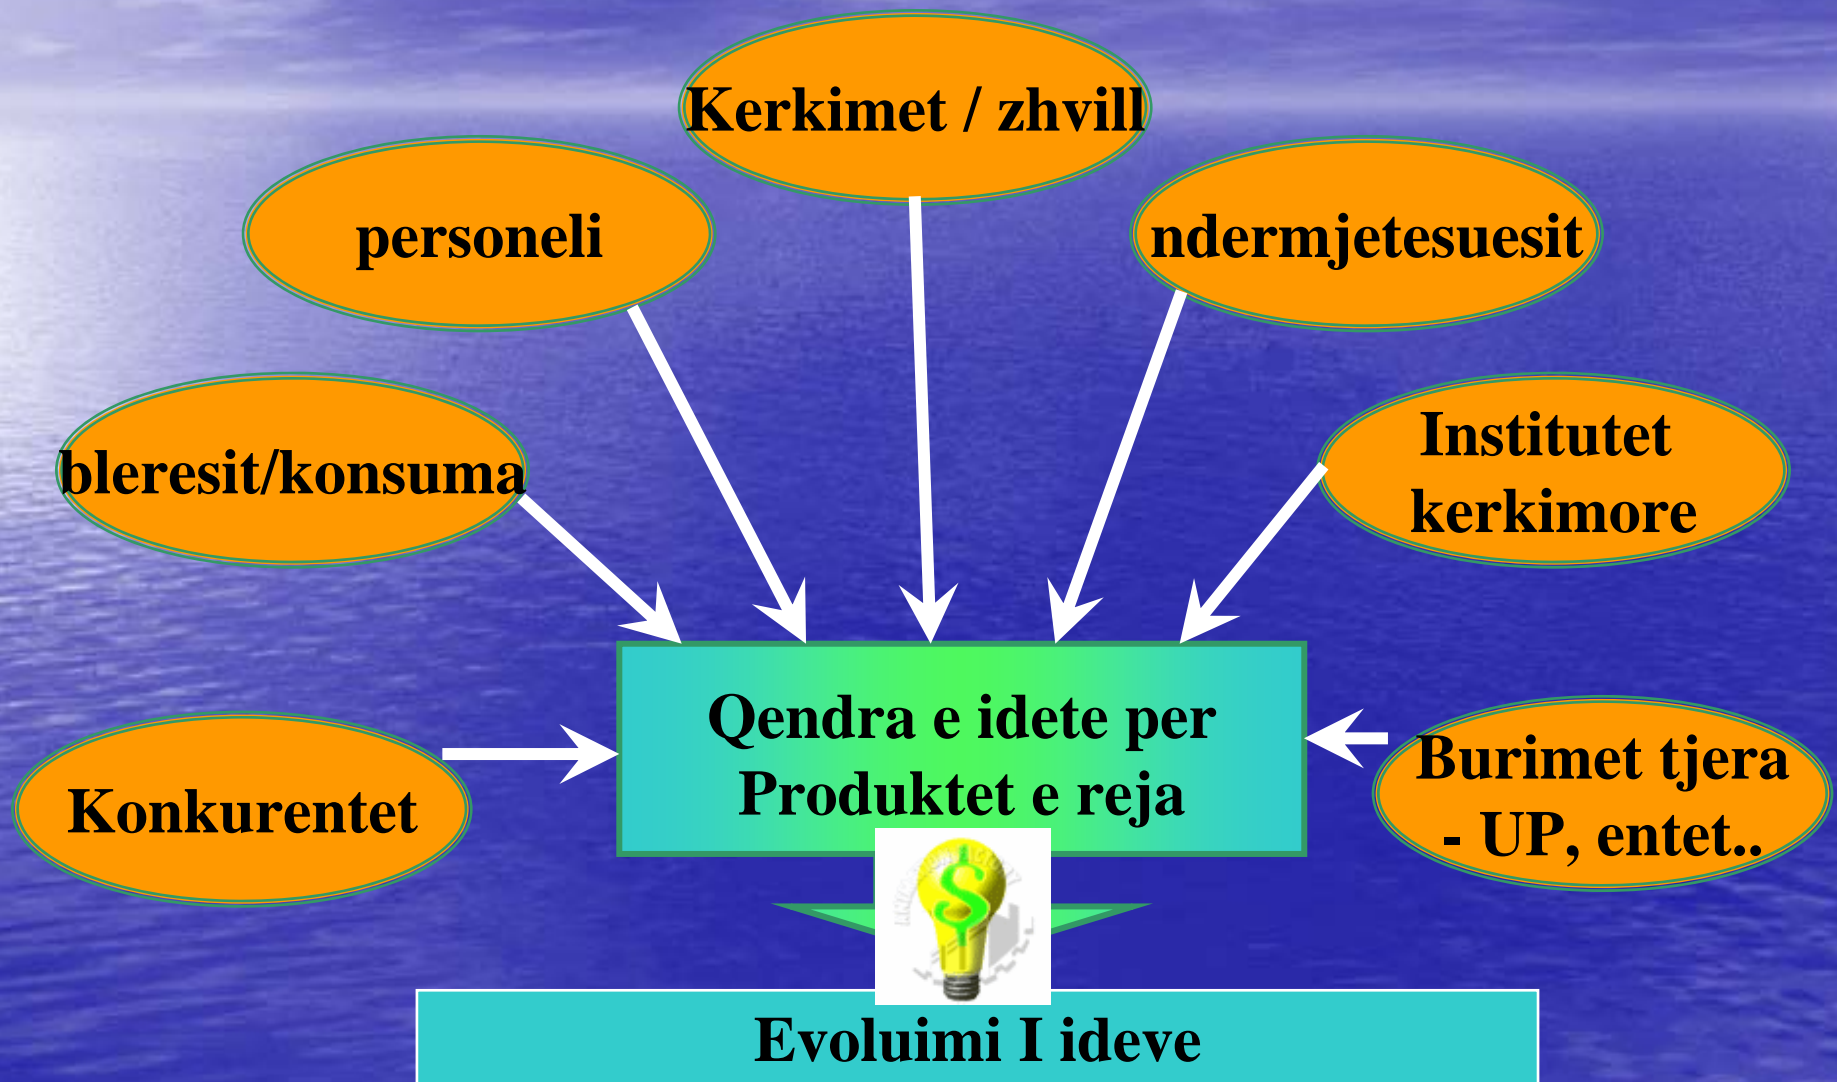 Kerkimet / zhvill
personeli
ndermjetesuesit
bleresit/konsuma
Institutet
kerkimore
Qendra e idete per
Produktet e reja
Konkurentet
Burimet tjera
- UP, entet..
$
Evoluimi I ideve